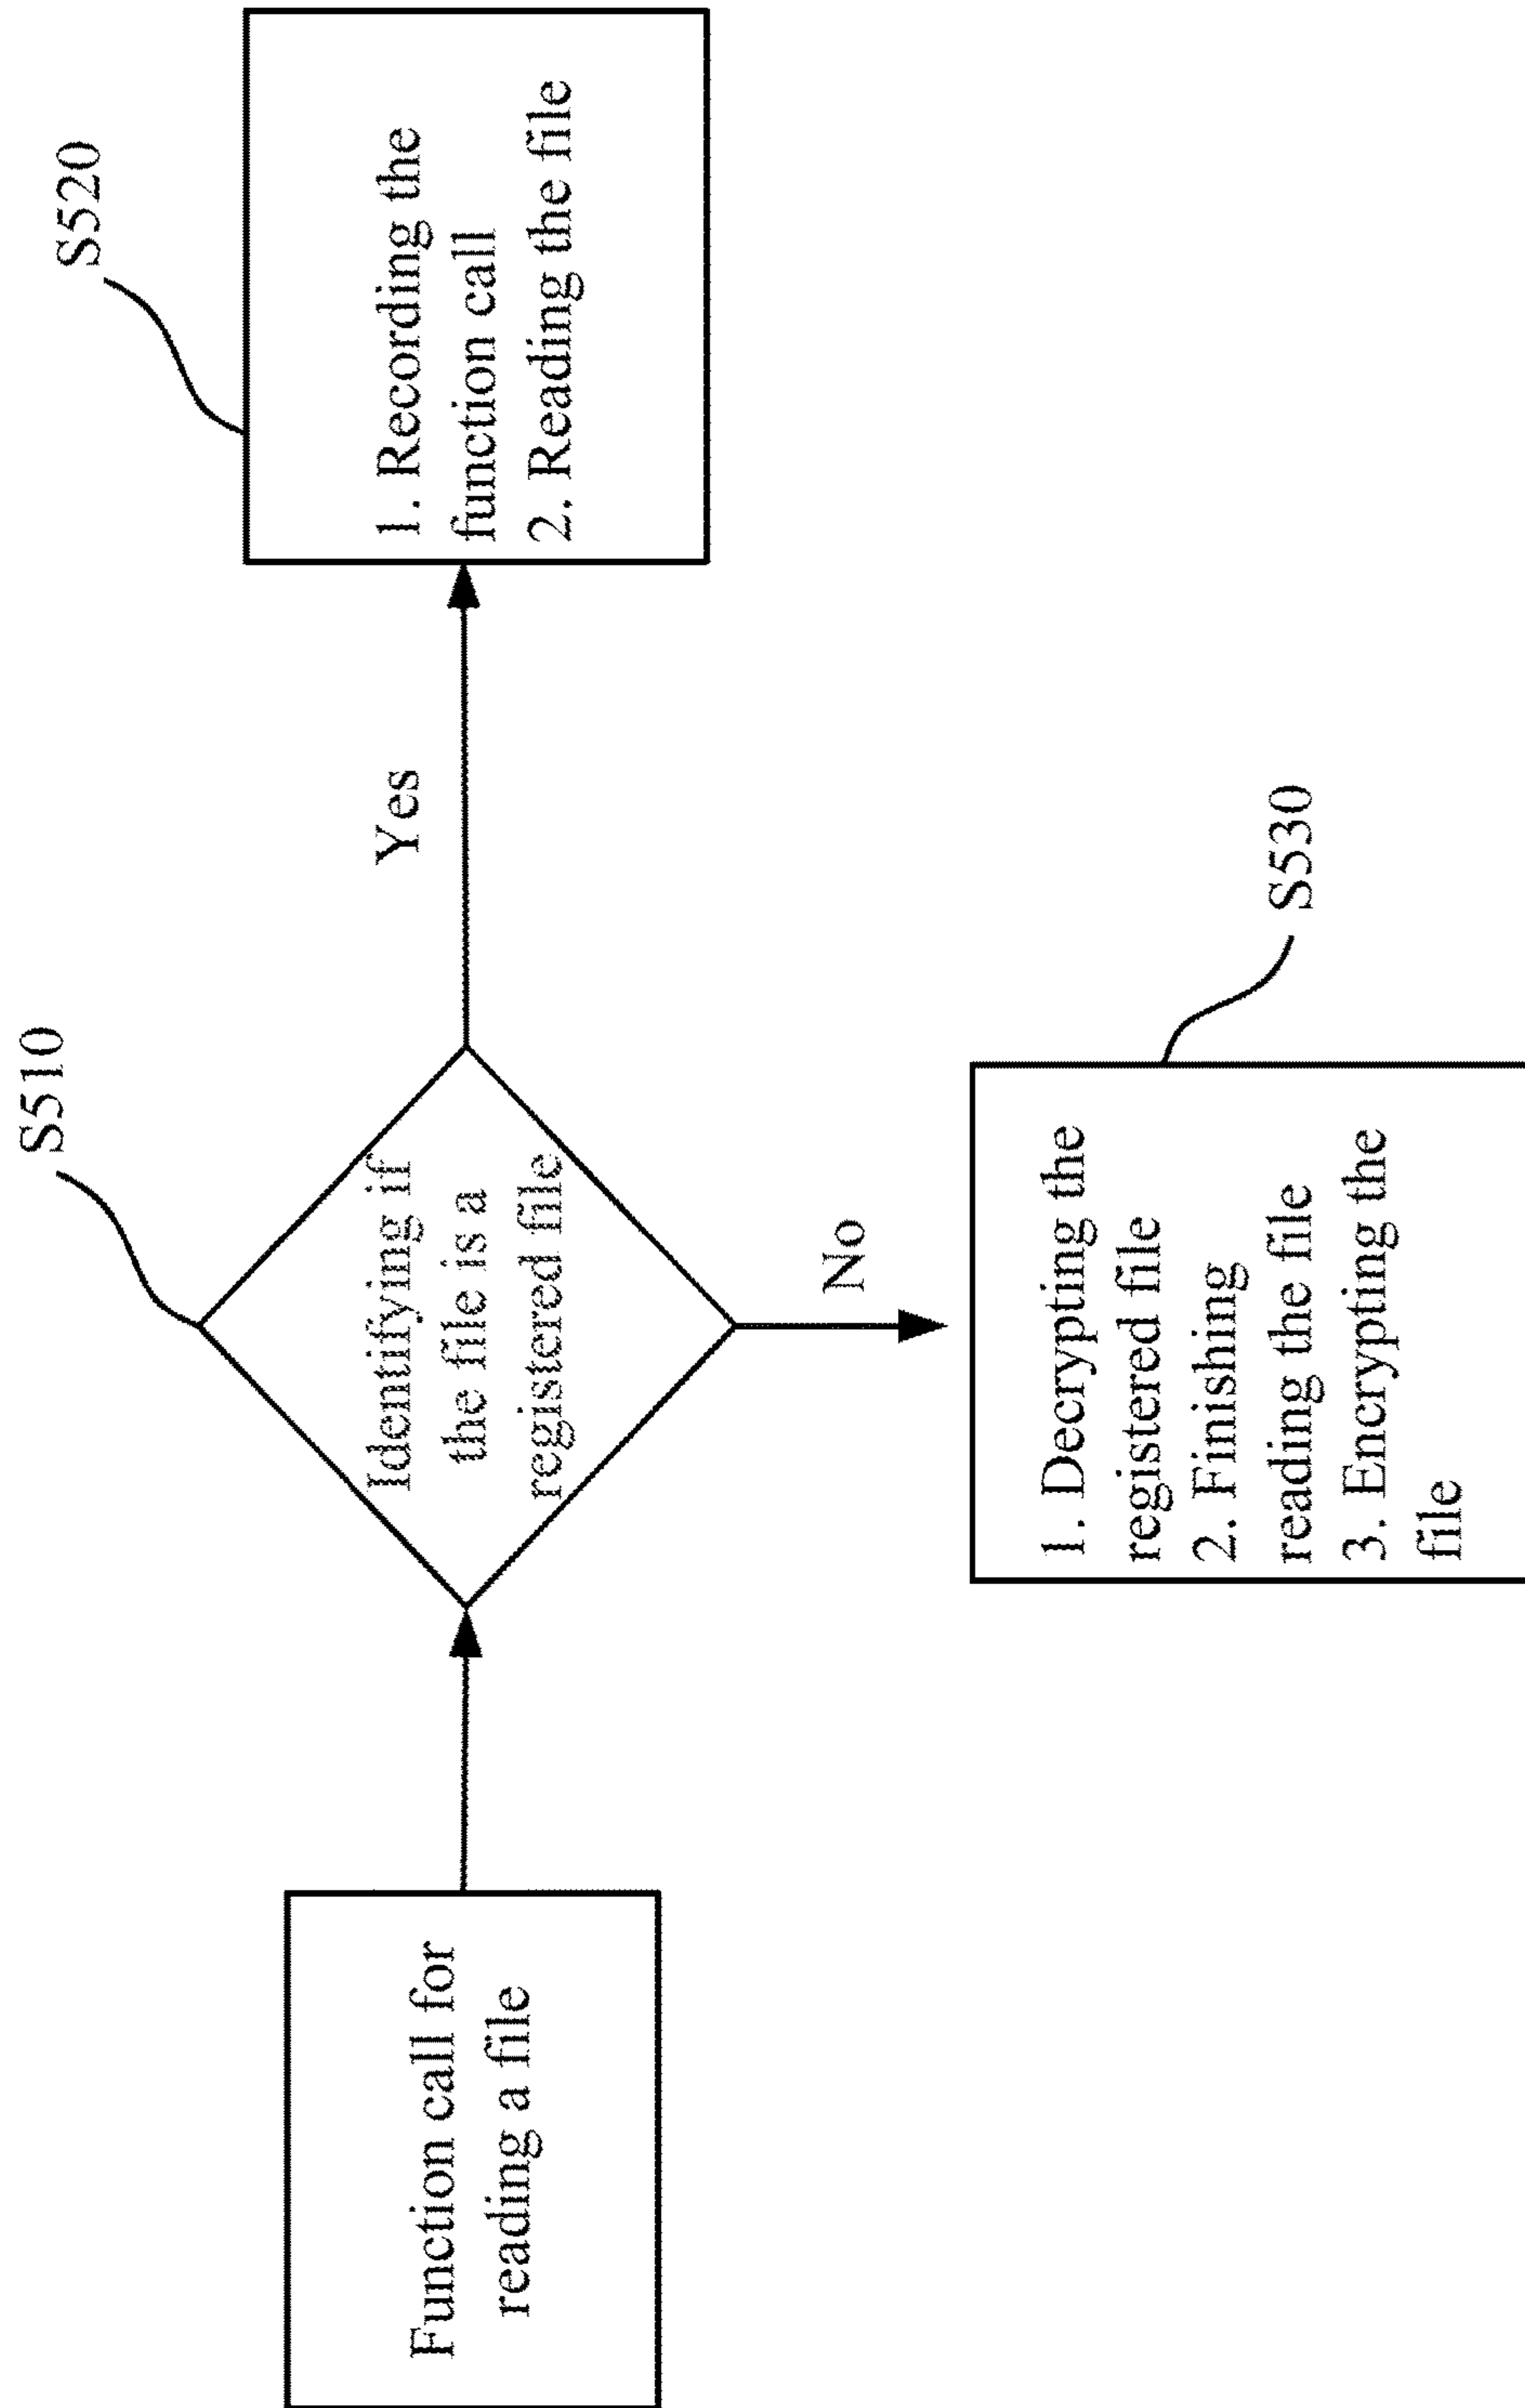 Function call for
reading a file
S510
Identifying if
the file is a
registered file
Yes
S520
1. Recording the
function call
2. Reading the file
No
S530
1. Decrypting the
registered file
2. Finishing
reading the file
3. Encrypting the
file